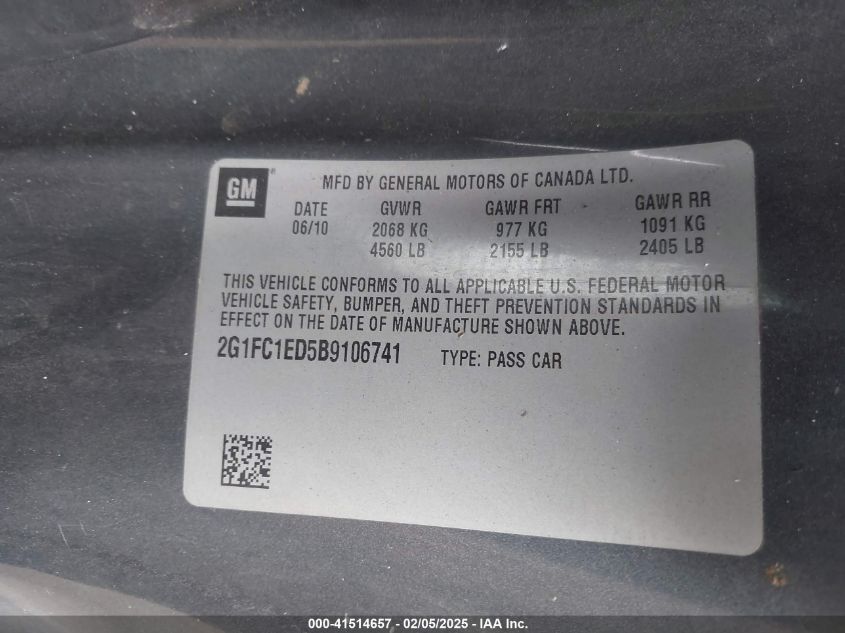 GM
MFD BY GENERAL MOTORS OF CANADA LTD.
DATE GVWR GAWR FRT GAWR RR
06/10 2068 KG 977 KG 1091 KG
4560 LB 2155 LB 2405 LB
THIS VEHICLE CONFORMS TO ALL APPLICABLE U.S. FEDERAL MOTOR
VEHICLE SAFETY, BUMPER, AND THEFT PREVENTION STANDARDS IN
EFFECT ON THE DATE OF MANUFACTURE SHOWN ABOVE.
2G1FC1ED5B9106741 TYPE: PASS CAR
000-41514657 - 02/05/2025 - IAA Inc.